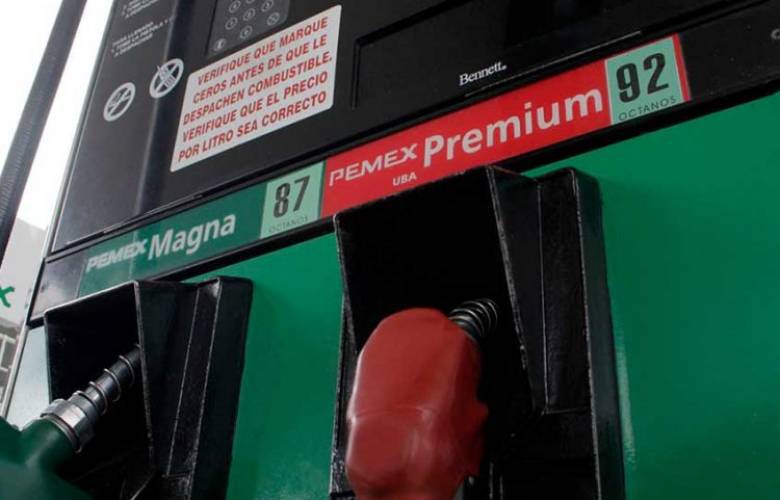 VERIFIQUE QUE MARQUE
CEROS ANTES DE QUE LE
DESPACHEN COMBUSTIBLE,
VERIFIQUE QUE EL PRECIO
POR LITRO SEA CORRECTO
Bennett
PEMEX Premium
UBA
92
OCTANOS
PEMEX Magna
87
OCTANOS